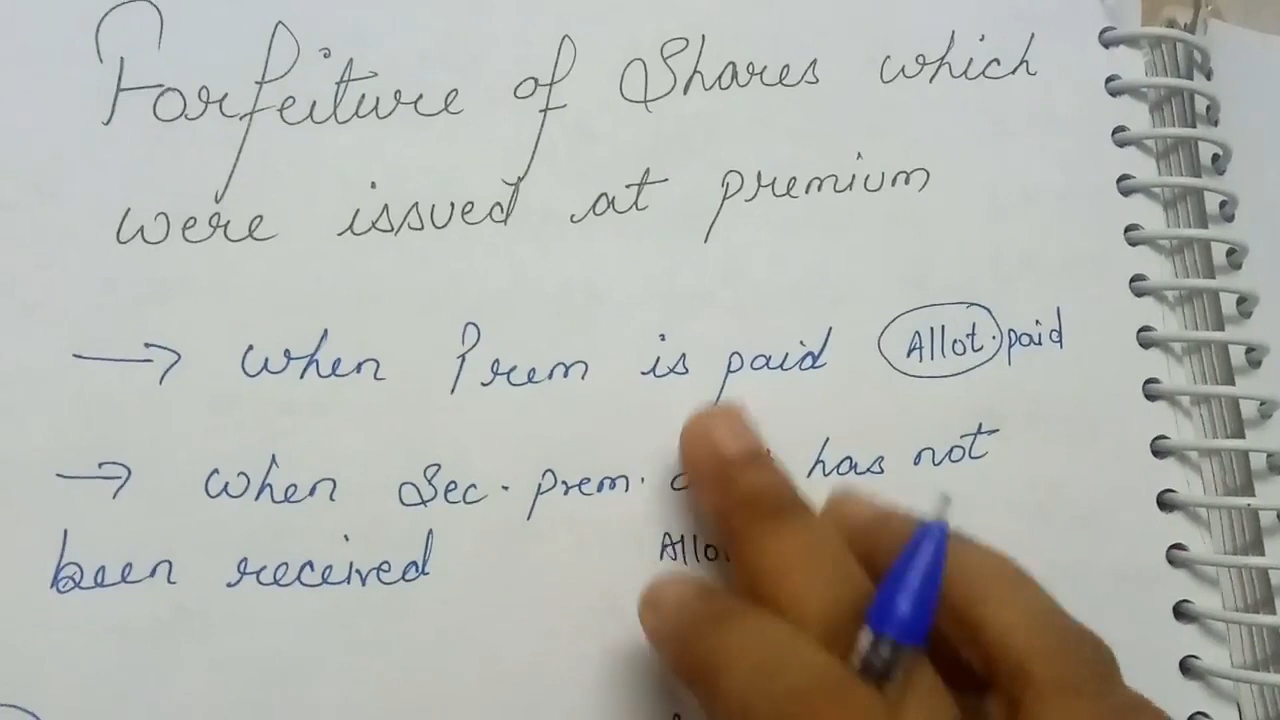 Forfeiture of Shares which
were issued at premium
→ When Prem is paid Allot. paid
→ When Sec. prem. has not
been received Allo